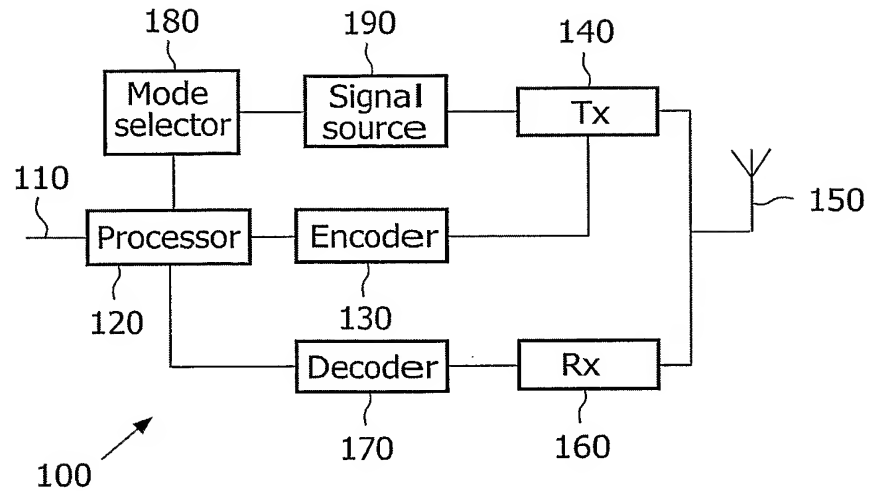 180
190
140
Mode
selector
Signal
source
Tx
110
150
Processor
Encoder
120
130
Decoder
Rx
170
160
100